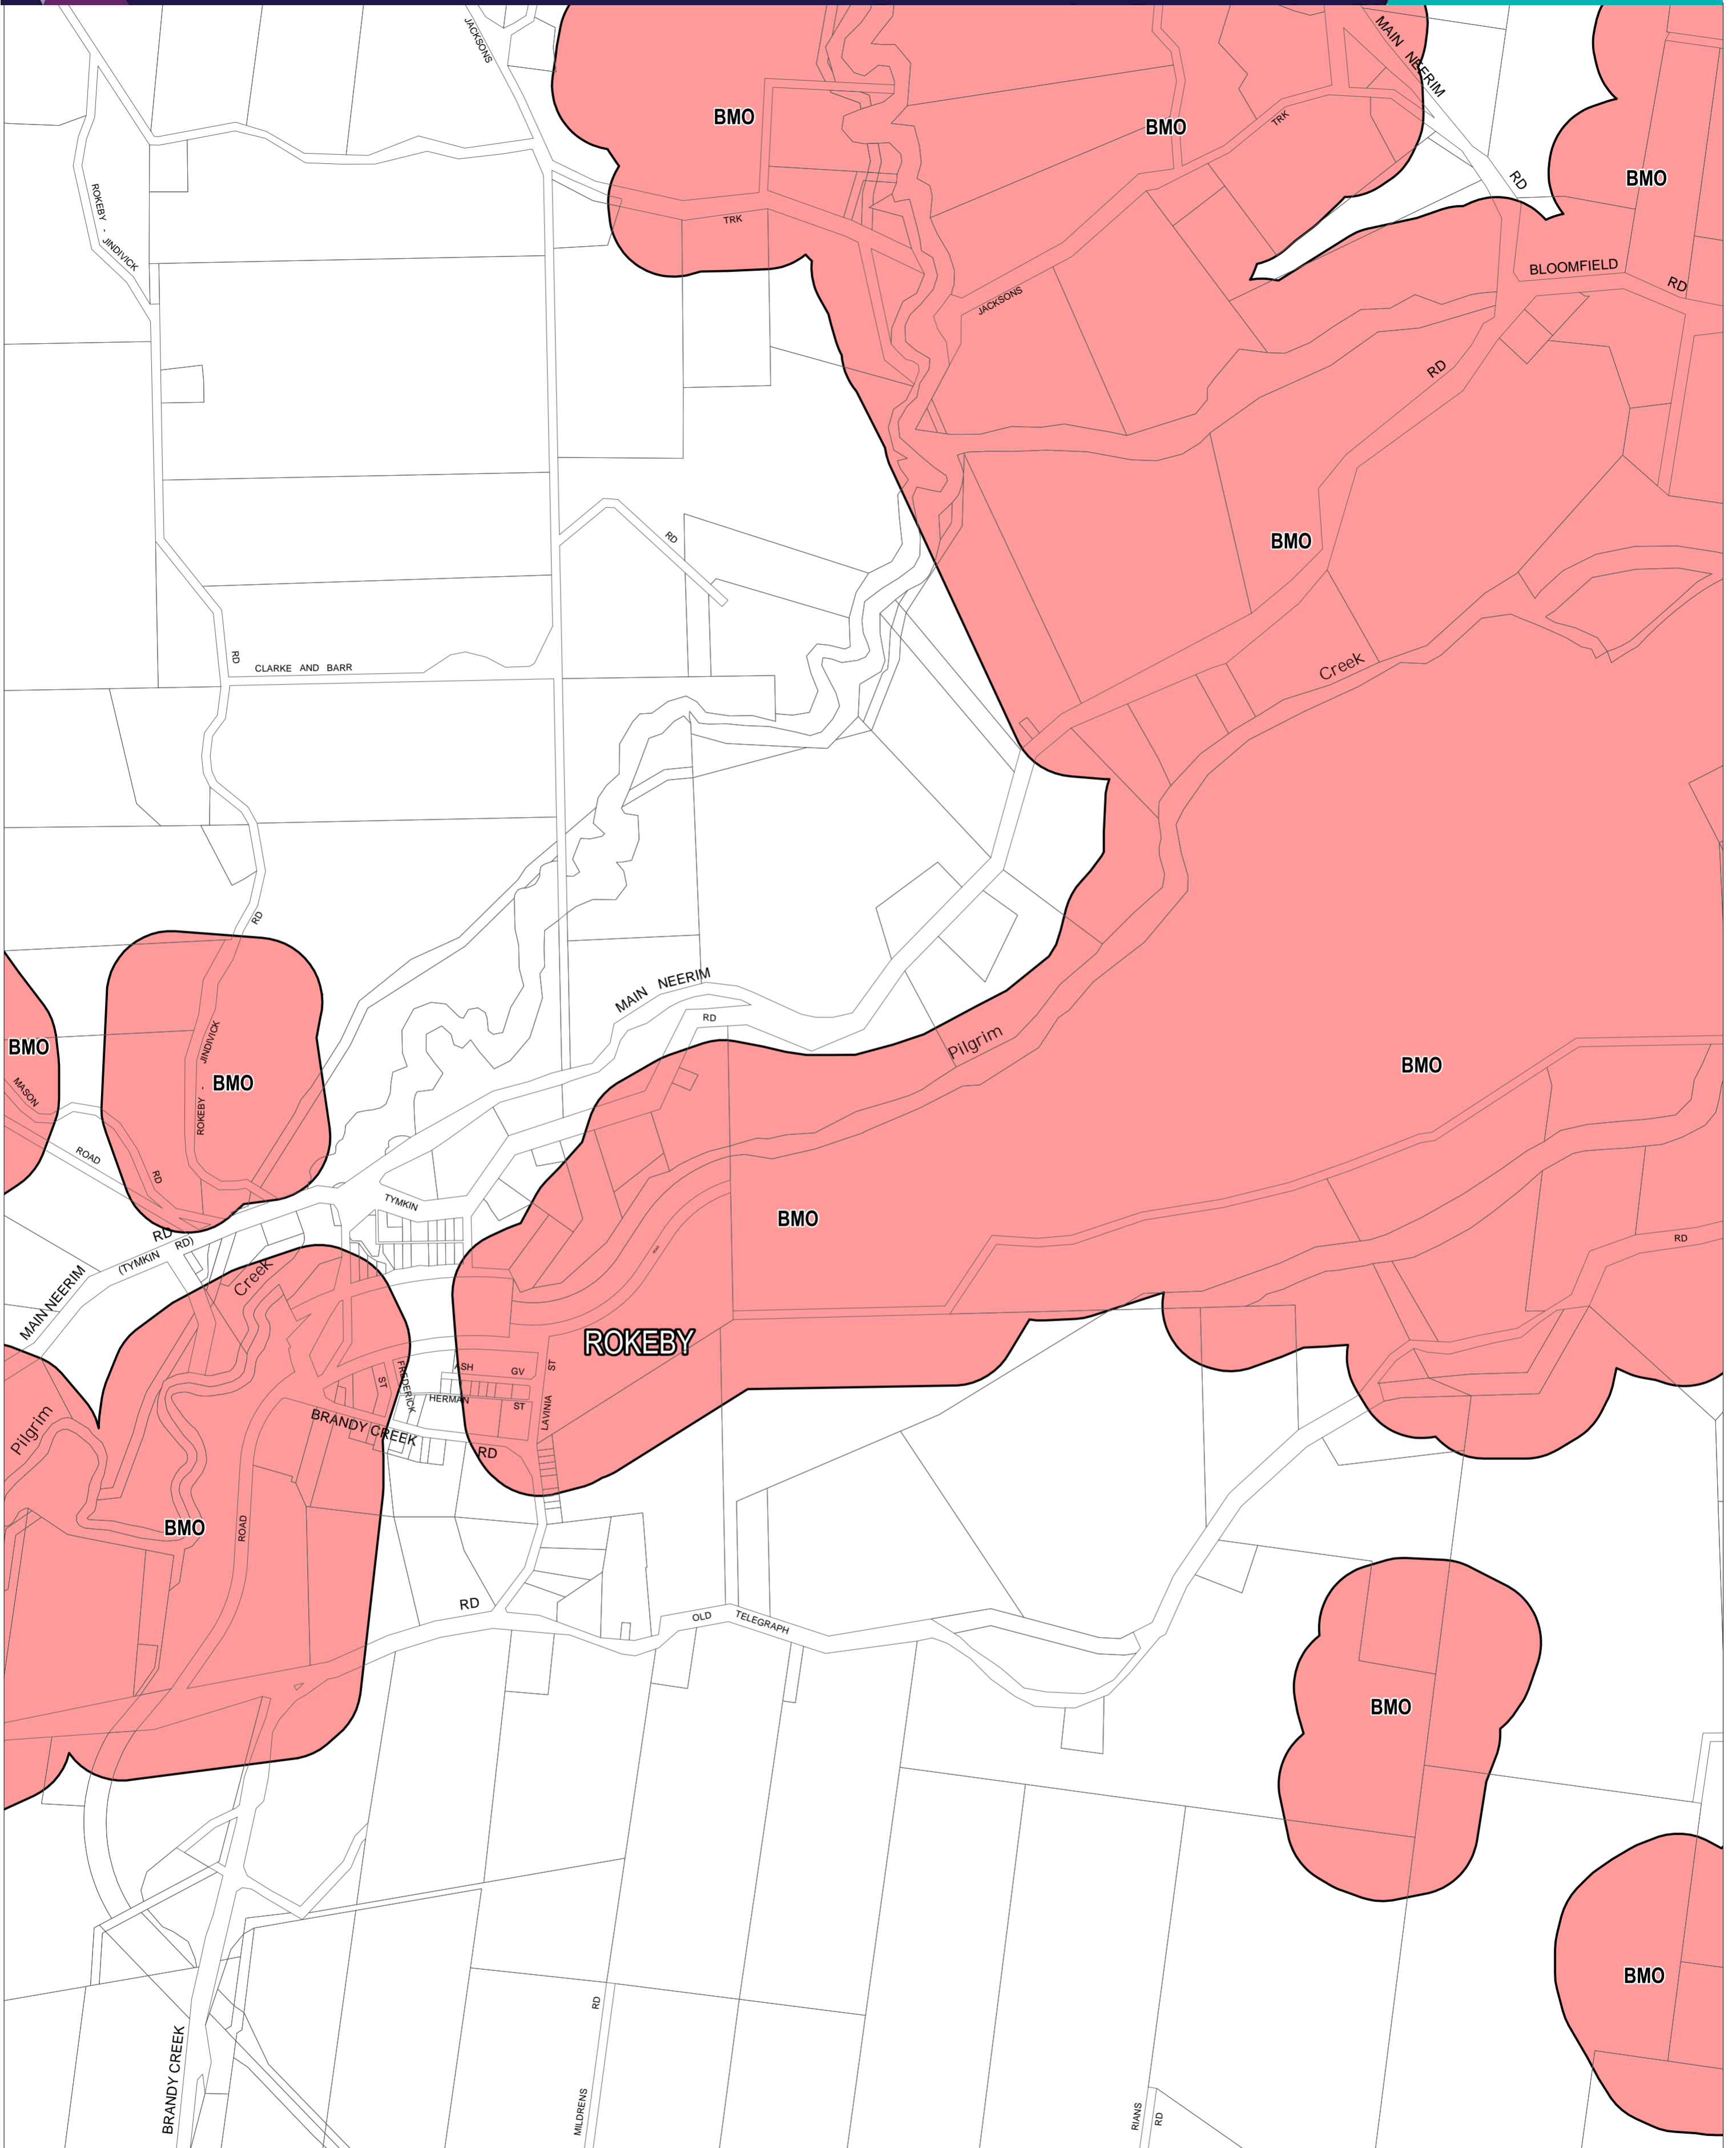 JACKSONS
MAIN NEERIM
RD
BMO
BMO
TRK
BMO
ROKEBY - JINDIVICK
TRK
BLOOMFIELD
RD
JACKSONS
RD
RD
BMO
RD
CLARKE AND BARR
Creek
RD
MAIN NEERIM
RD
Pilgrim
BMO
BMO
BMO
MASON
ROKEBY - JINDIVICK
ROAD
RD
TYMKIN
BMO
RD
RD
(TYMKIN RD)
MAIN NEERIM
Creek
ROKEBY
ASH GV
ST
FREDERICK
ST
HERMAN ST
LAVINIA
BRANDY CREEK
RD
Pilgrim
BMO
ROAD
RD
OLD TELEGRAPH
BMO
BMO
RD
BRANDY CREEK
MILDRENS
RIANS
RD